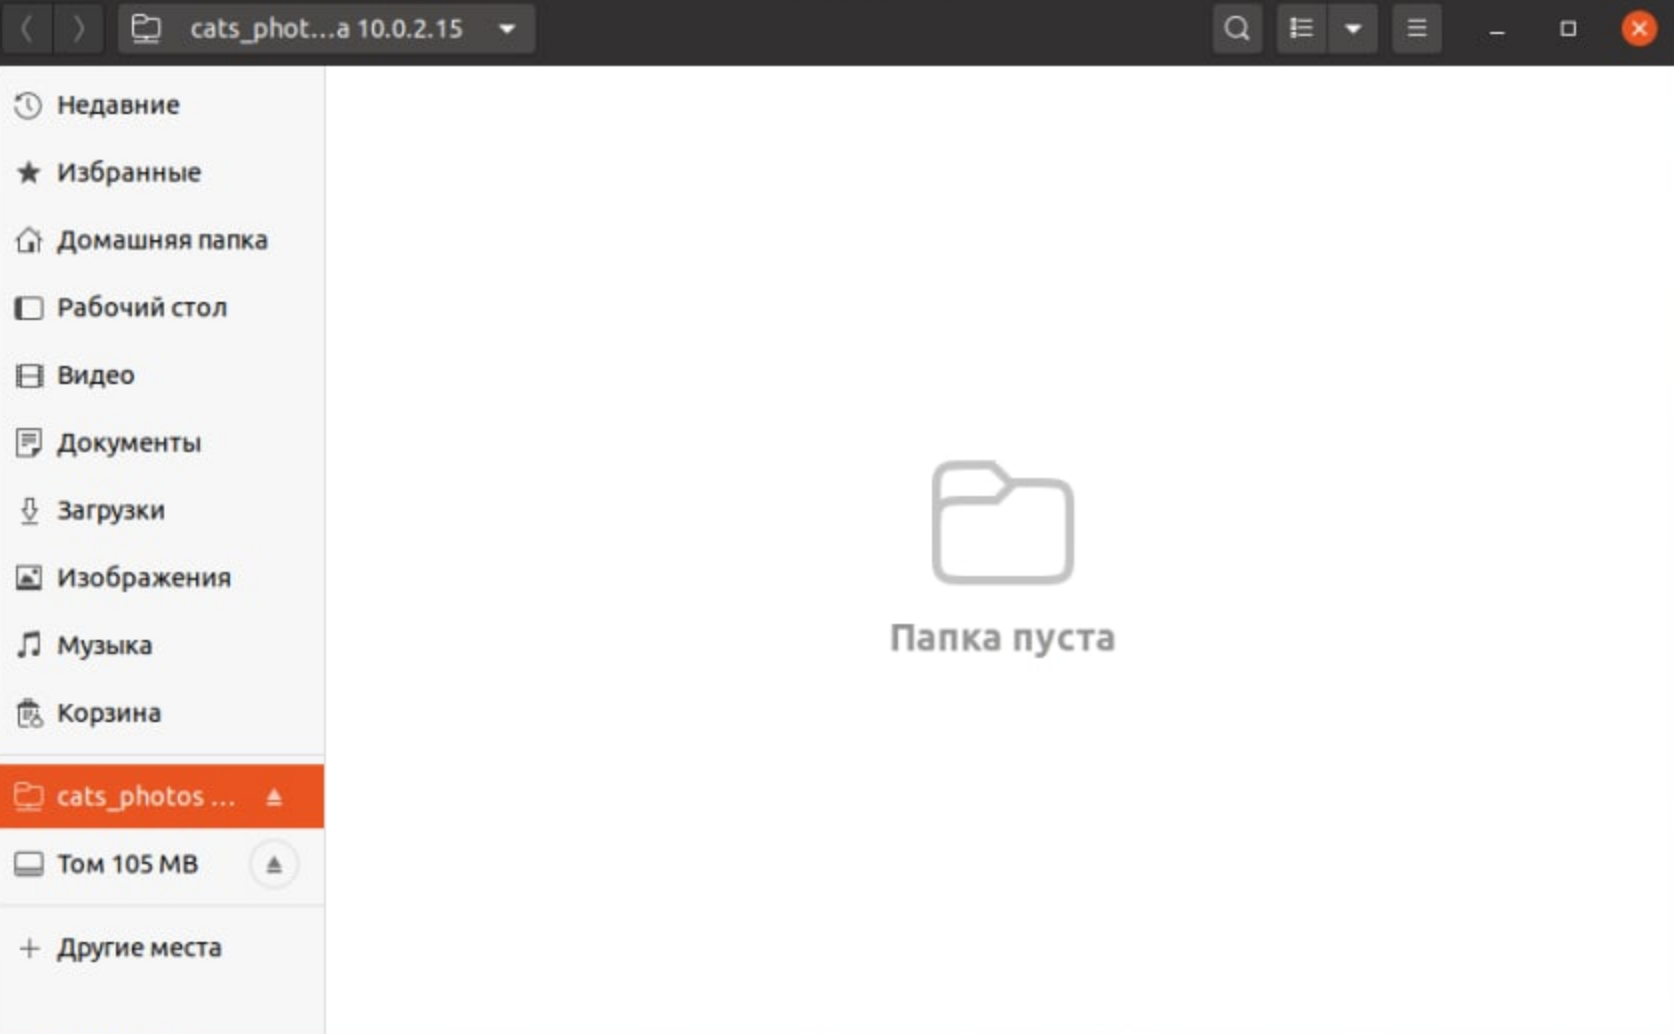 cats_phot...a 10.0.2.15
Недавние
Избранные
Домашняя папка
Рабочий стол
Видео
Документы
Загрузки
Изображения
Музыка
Корзина
cats_photos ...
Том 105 MB
Другие места
Папка пуста